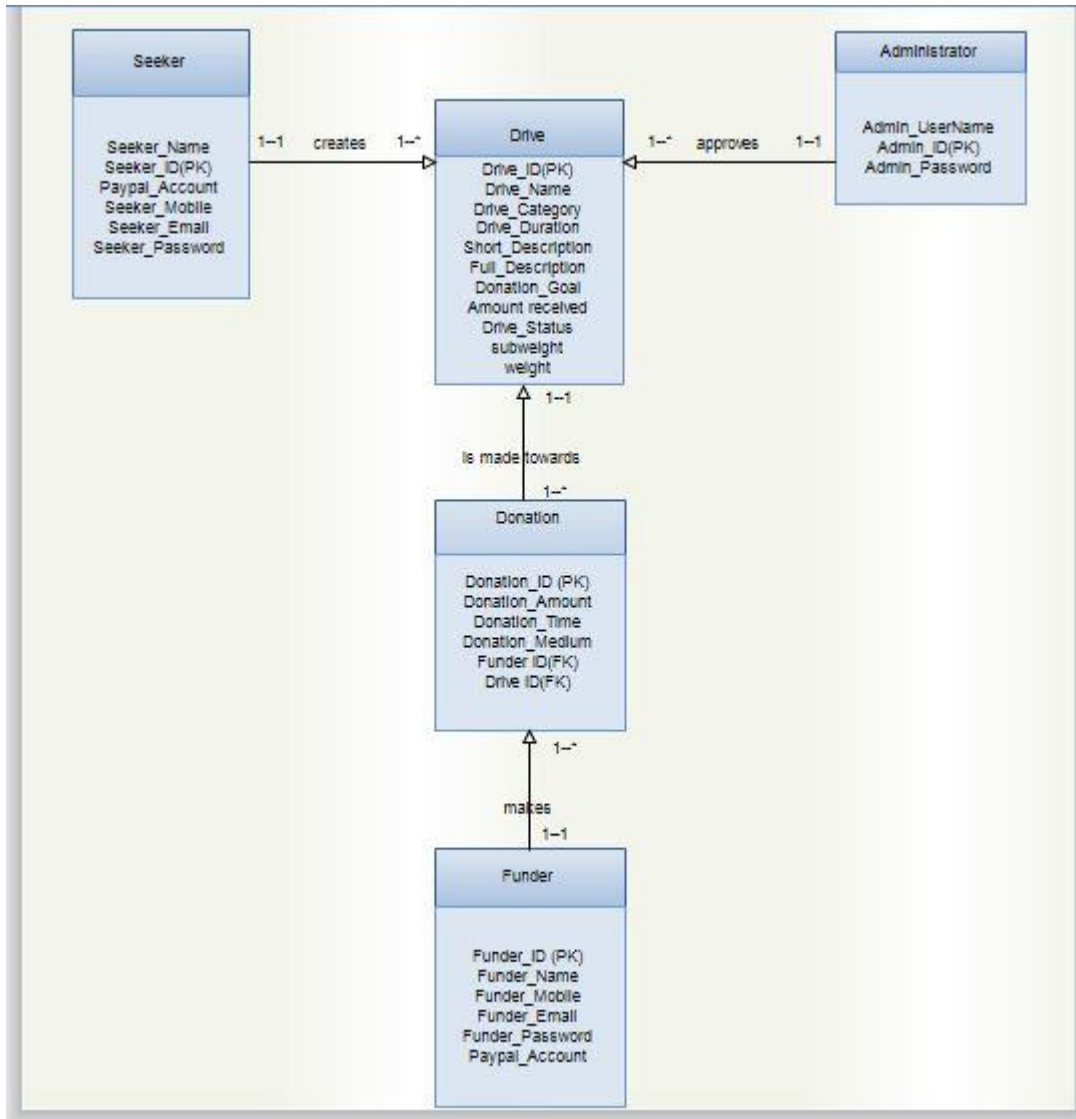 Seeker
Seeker_Name
Seeker_ID(PK)
Paypal_Account
Seeker_Mobile
Seeker_Email
Seeker_Password
1--1 creates 1--*
Drive
Drive_ID(PK)
Drive_Name
Drive_Category
Drive_Duration
Short_Description
Full_Description
Donation_Goal
Amount received
Drive_Status
subweight
weight
1--* approves 1--1
Administrator
Admin_UserName
Admin_ID(PK)
Admin_Password
1--1
Is made towards
1--*
Donation
Donation_ID (PK)
Donation_Amount
Donation_Time
Donation_Medium
Funder ID(FK)
Drive ID(FK)
1--*
makes
1--1
Funder
Funder_ID (PK)
Funder_Name
Funder_Mobile
Funder_Email
Funder_Password
Paypal_Account